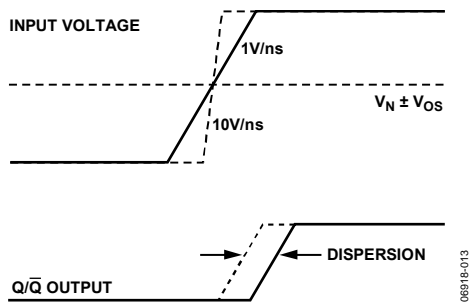 INPUT VOLTAGE
1V/ns
V_N ± V_OS
10V/ns
DISPERSION
Q/Q̅ OUTPUT
06918-013